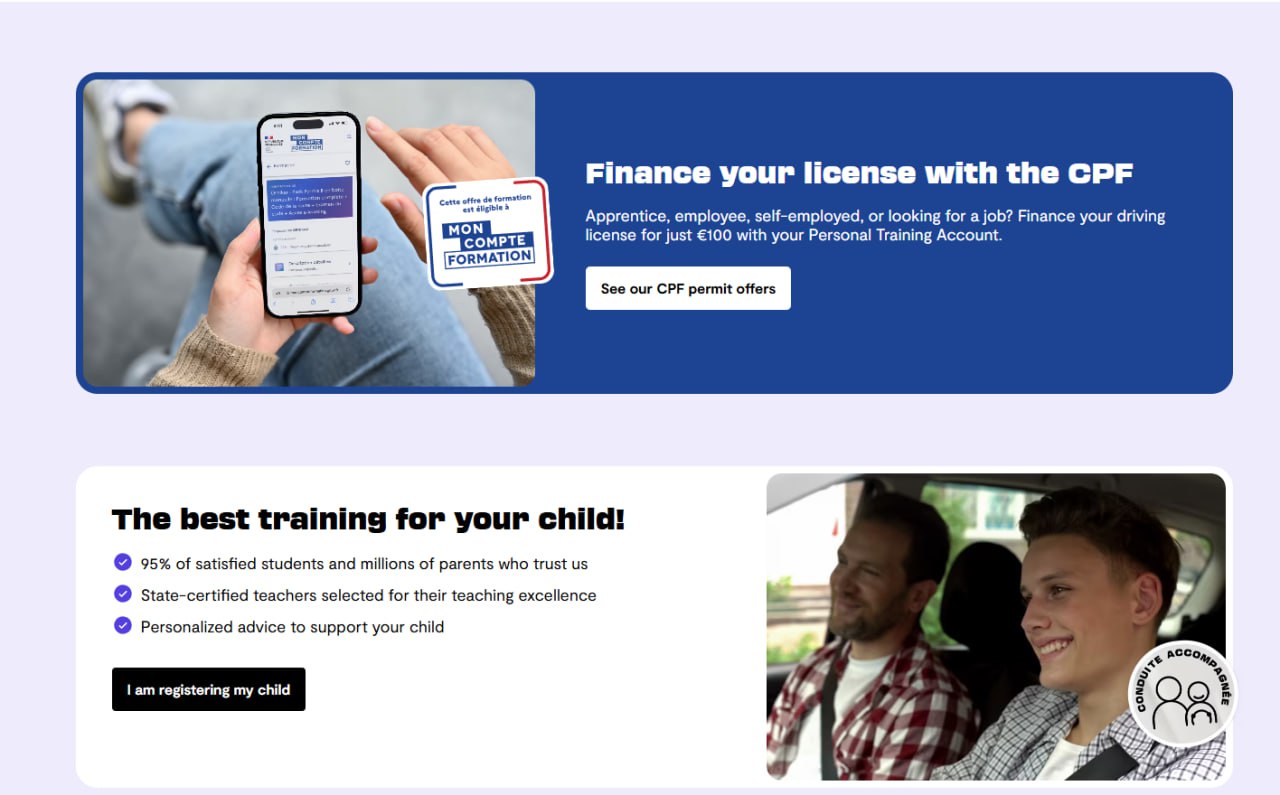 MON
COMPTE
FORMATION
Cette offre de formation
est éligible à
MON
COMPTE
FORMATION
Finance your license with the CPF
Apprentice, employee, self-employed, or looking for a job? Finance your driving
license for just €100 with your Personal Training Account.
See our CPF permit offers
The best training for your child!
95% of satisfied students and millions of parents who trust us
State-certified teachers selected for their teaching excellence
Personalized advice to support your child
I am registering my child
CONDUITE ACCOMPAGNÉE